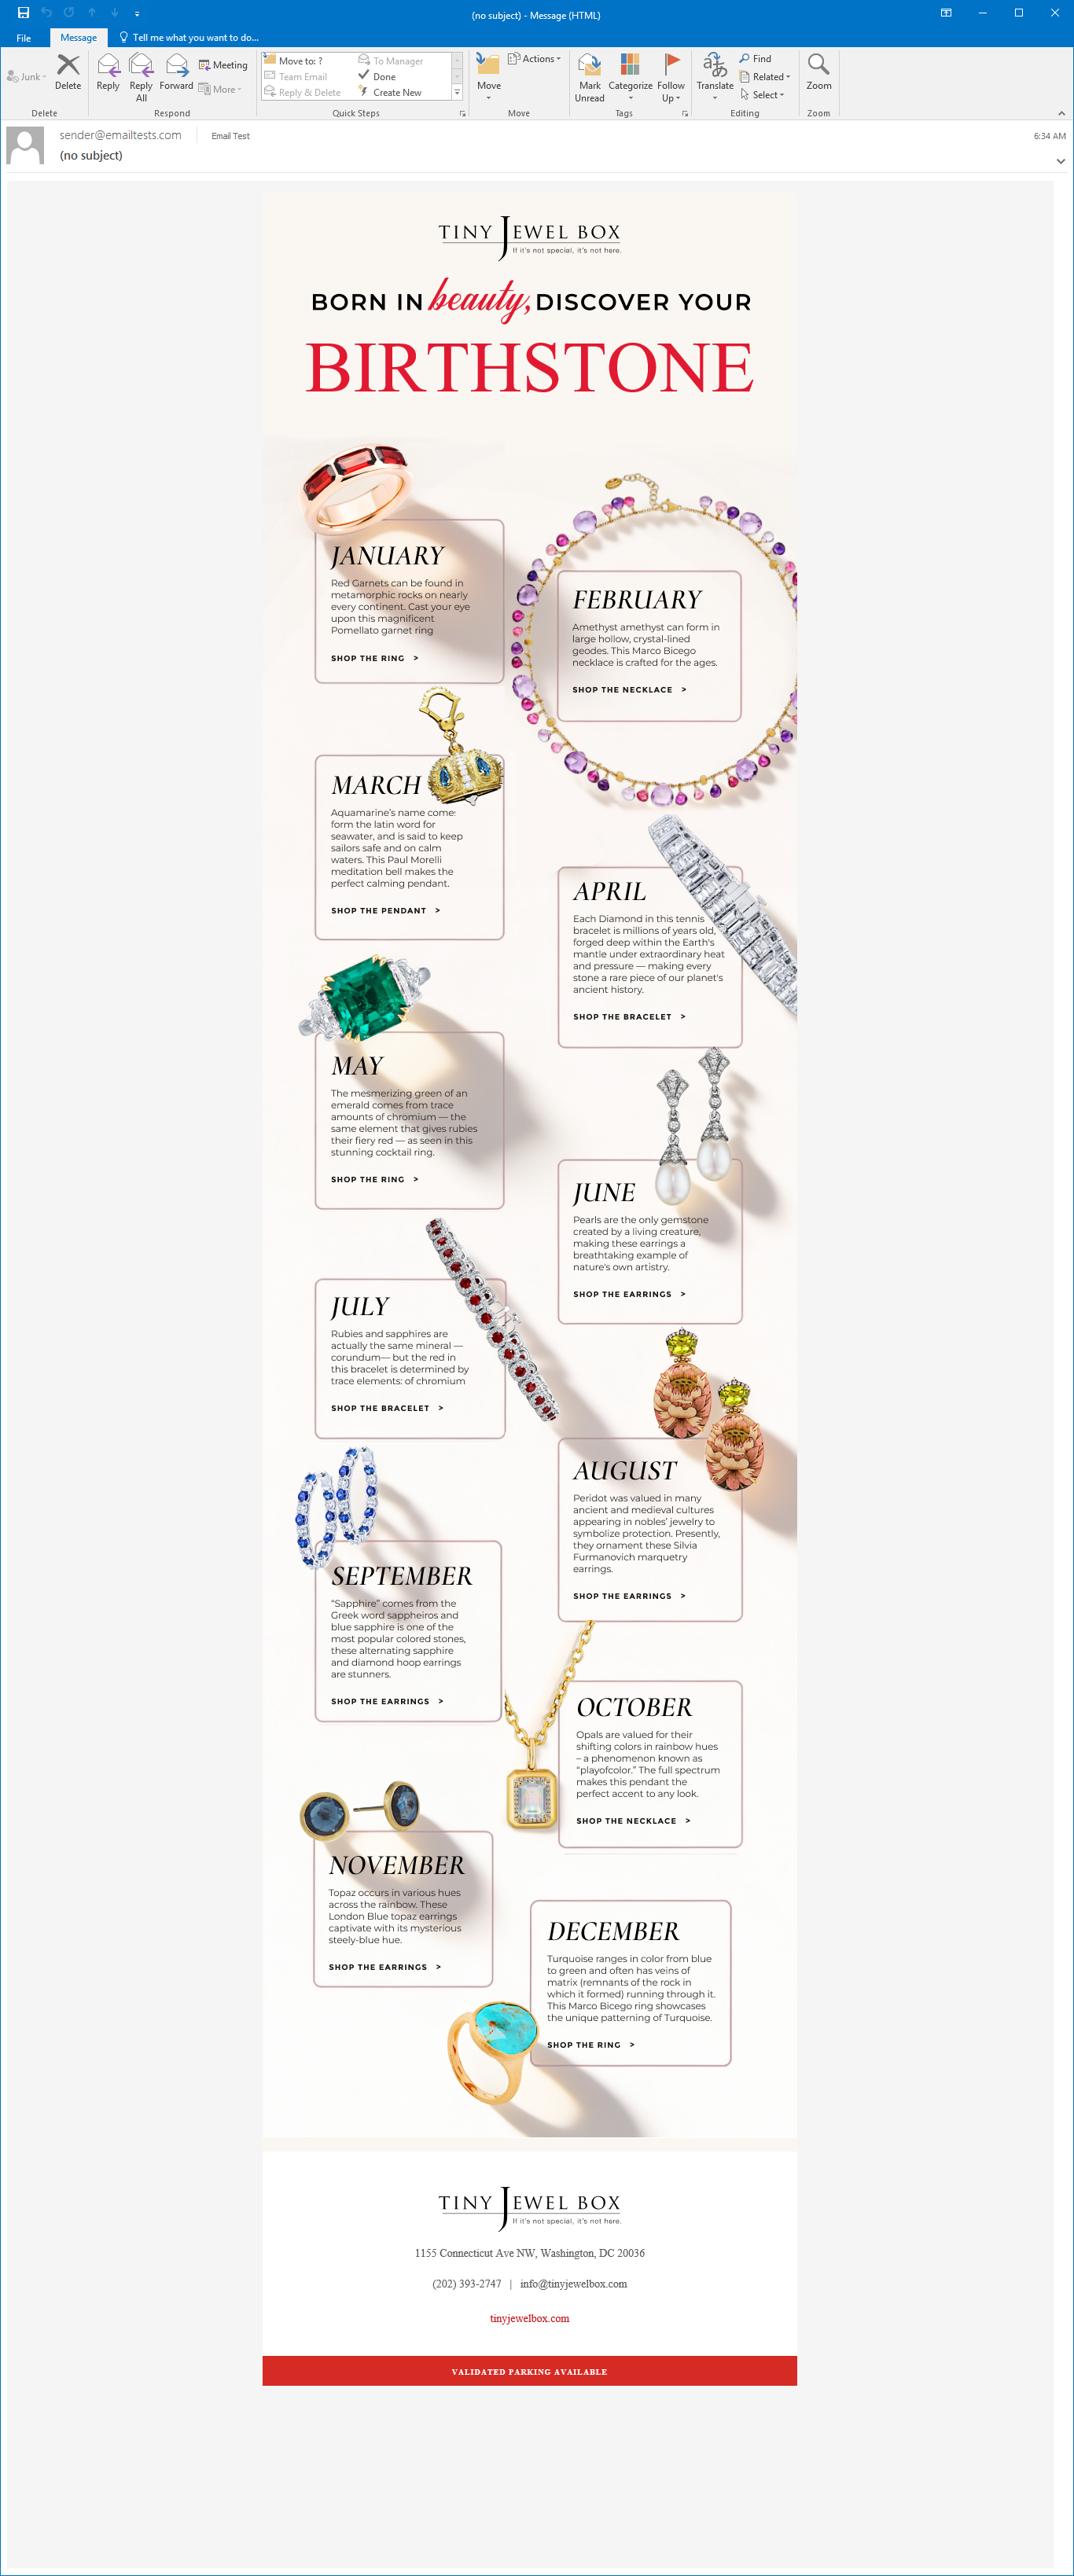 (no subject) - Message (HTML)
File
Message
Tell me what you want to do...
Junk
Delete
Reply
Reply All
Forward
Meeting
More
Move to: ?
Team Email
Reply & Delete
To Manager
Done
Create New
Move
Actions
Mark Unread
Categorize
Follow Up
Translate
Find
Related
Select
Zoom
Delete
Respond
Quick Steps
Move
Tags
Editing
Zoom
sender@emailtests.com
Email Test
6:34 AM
(no subject)
TINY JEWEL BOX
If it's not special, it's not here.
BORN IN beauty, DISCOVER YOUR
BIRTHSTONE
JANUARY
Red Garnets can be found in
metamorphic rocks on nearly
every continent. Cast your eye
upon this magnificent
Pomellato garnet ring
SHOP THE RING >
FEBRUARY
Amethyst amethyst can form in
large hollow, crystal-lined
geodes. This Marco Bicego
necklace is crafted for the ages.
SHOP THE NECKLACE >
MARCH
Aquamarine's name comes
form the latin word for
seawater, and is said to keep
sailors safe and on calm
waters. This Paul Morelli
meditation bell makes the
perfect calming pendant.
SHOP THE PENDANT >
APRIL
Each Diamond in this tennis
bracelet is millions of years old,
forged deep within the Earth's
mantle under extraordinary heat
and pressure — making every
stone a rare piece of our planet's
ancient history.
SHOP THE BRACELET >
MAY
The mesmerizing green of an
emerald comes from trace
amounts of chromium — the
same element that gives rubies
their fiery red — as seen in this
stunning cocktail ring.
SHOP THE RING >
JUNE
Pearls are the only gemstone
created by a living creature,
making these earrings a
breathtaking example of
nature's own artistry.
SHOP THE EARRINGS >
JULY
Rubies and sapphires are
actually the same mineral —
corundum— but the red in
this bracelet is determined by
trace elements: of chromium
SHOP THE BRACELET >
AUGUST
Peridot was valued in many
ancient and medieval cultures
appearing in nobles' jewelry to
symbolize protection. Presently,
they ornament these Silvia
Furmanovich marquetry
earrings.
SHOP THE EARRINGS >
SEPTEMBER
“Sapphire” comes from the
Greek word sappheiros and
blue sapphire is one of the
most popular colored stones,
these alternating sapphire
and diamond hoop earrings
are stunners.
SHOP THE EARRINGS >
OCTOBER
Opals are valued for their
shifting colors in rainbow hues
– a phenomenon known as
“playofcolor.” The full spectrum
makes this pendant the
perfect accent to any look.
SHOP THE NECKLACE >
NOVEMBER
Topaz occurs in various hues
across the rainbow. These
London Blue topaz earrings
captivate with its mysterious
steely-blue hue.
SHOP THE EARRINGS >
DECEMBER
Turquoise ranges in color from blue
to green and often has veins of
matrix (remnants of the rock in
which it formed) running through it.
This Marco Bicego ring showcases
the unique patterning of Turquoise.
SHOP THE RING >
TINY JEWEL BOX
If it's not special, it's not here.
1155 Connecticut Ave NW, Washington, DC 20036
(202) 393-2747 | info@tinyjewelbox.com
tinyjewelbox.com
VALIDATED PARKING AVAILABLE